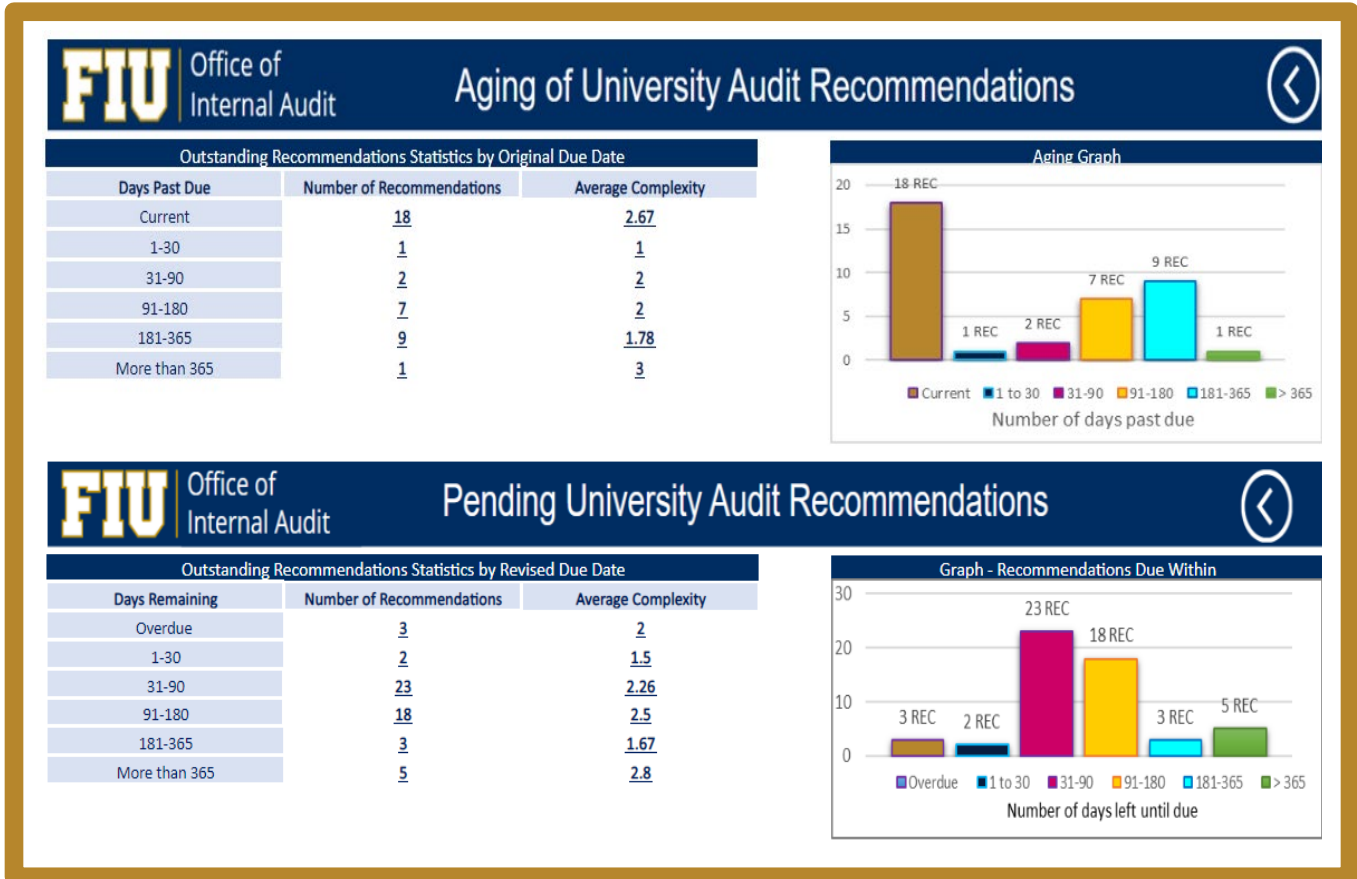 FIU Office of
Internal Audit
Aging of University Audit Recommendations
Outstanding Recommendations Statistics by Original Due Date
Days Past Due Number of Recommendations Average Complexity
Current 18 2.67
1-30 1 1
31-90 2 2
91-180 7 2
181-365 9 1.78
More than 365 1 3
Aging Graph
20
15
10
5
0
18 REC
1 REC
2 REC
7 REC
9 REC
1 REC
Current 1 to 30 31-90 91-180 181-365 > 365
Number of days past due
FIU Office of
Internal Audit
Pending University Audit Recommendations
Outstanding Recommendations Statistics by Revised Due Date
Days Remaining Number of Recommendations Average Complexity
Overdue 3 2
1-30 2 1.5
31-90 23 2.26
91-180 18 2.5
181-365 3 1.67
More than 365 5 2.8
Graph - Recommendations Due Within
30
20
10
0
3 REC
2 REC
23 REC
18 REC
3 REC
5 REC
Overdue 1 to 30 31-90 91-180 181-365 > 365
Number of days left until due